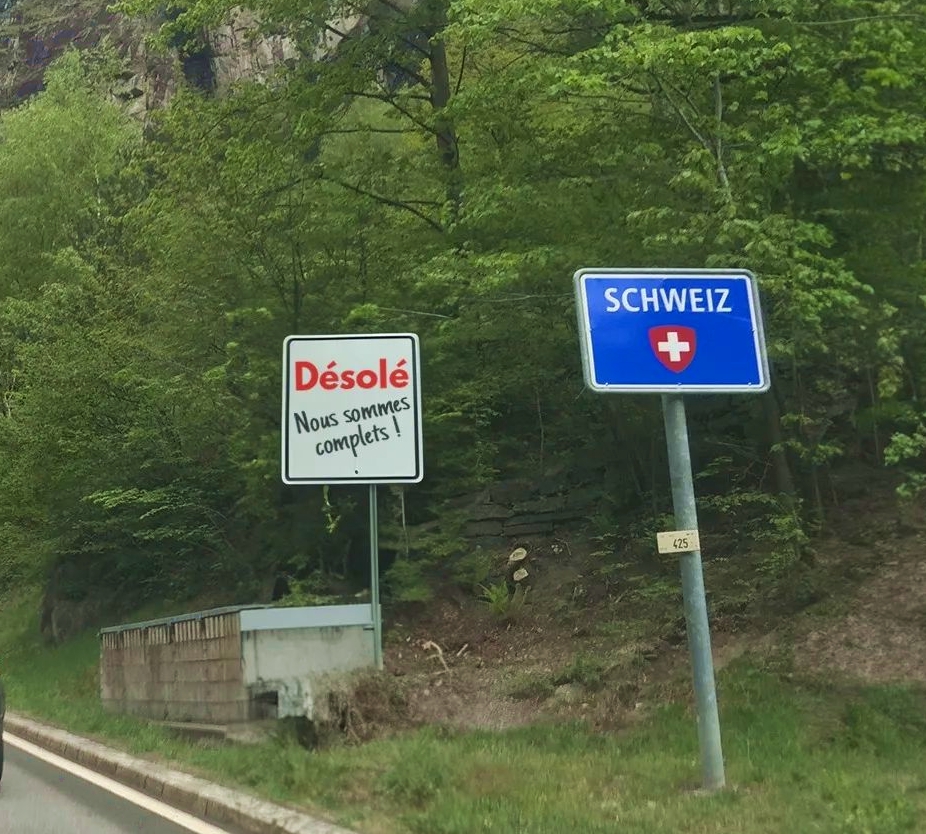 Désolé
Nous sommes
complets !
SCHWEIZ
425